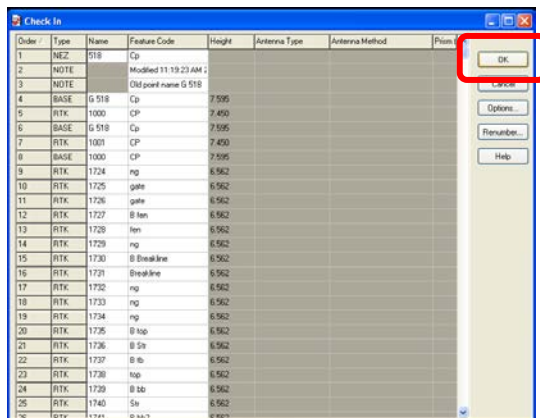 Check In
Order / Type Name Feature Code Height Antenna Type Antenna Method Prism (
1 NEZ 518 Cp
2 NOTE Modified 11:19:23 AM 2
3 NOTE Old point name G 518
4 BASE G 518 Cp 7.595
5 RTK 1000 CP 7.450
6 BASE G 518 Cp 7.595
7 RTK 1001 CP 7.450
8 BASE 1000 CP 7.595
9 RTK 1724 ng 6.562
10 RTK 1725 gate 6.562
11 RTK 1726 gate 6.562
12 RTK 1727 B fen 6.562
13 RTK 1728 fen 6.562
14 RTK 1729 ng 6.562
15 RTK 1730 B Breakline 6.562
16 RTK 1731 Breakline 6.562
17 RTK 1732 ng 6.562
18 RTK 1733 ng 6.562
19 RTK 1734 ng 6.562
20 RTK 1735 B top 6.562
21 RTK 1736 B Str 6.562
22 RTK 1737 B tb 6.562
23 RTK 1738 top 6.562
24 RTK 1739 B bb 6.562
25 RTK 1740 Str 6.562
26 RTK 1741 B bb2 6.562
OK
Cancel
Options...
Renumber...
Help